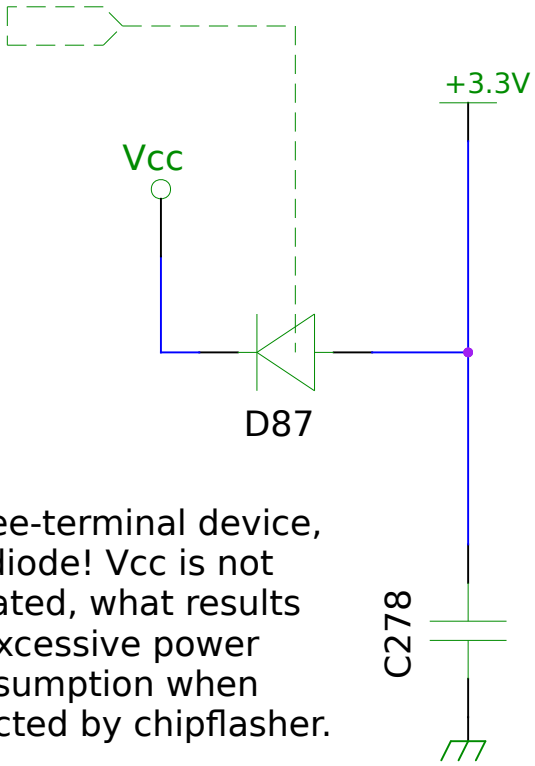 +3.3V
Vcc
D87
ee-terminal device,
diode! Vcc is not
ated, what results
xcessive power
sumption when
cted by chipflasher.
C278